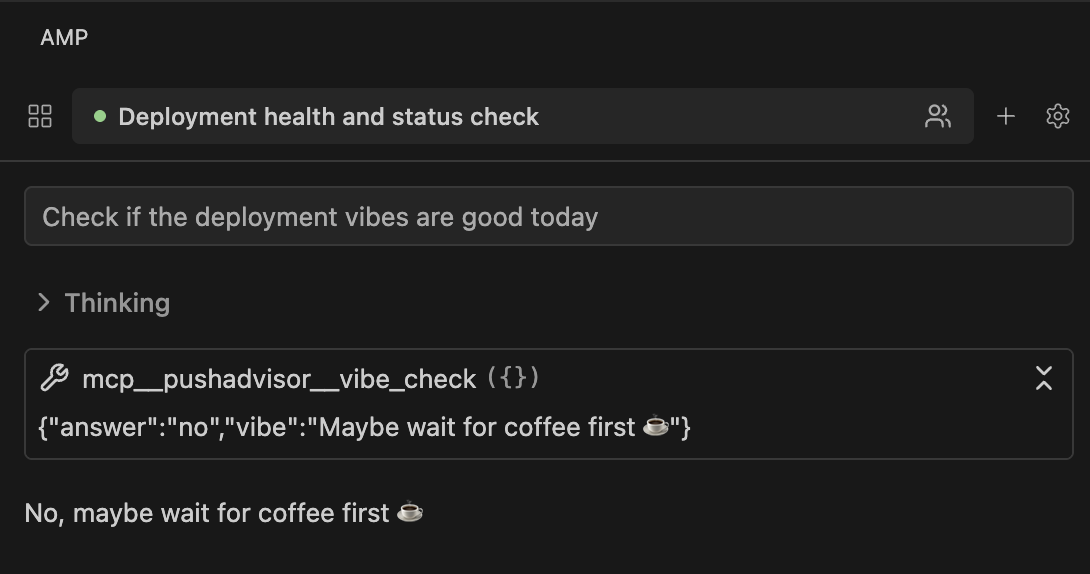 AMP
Deployment health and status check
Check if the deployment vibes are good today
Thinking
mcp__pushadvisor__vibe_check ({})
{"answer":"no","vibe":"Maybe wait for coffee first ☕"}
No, maybe wait for coffee first ☕